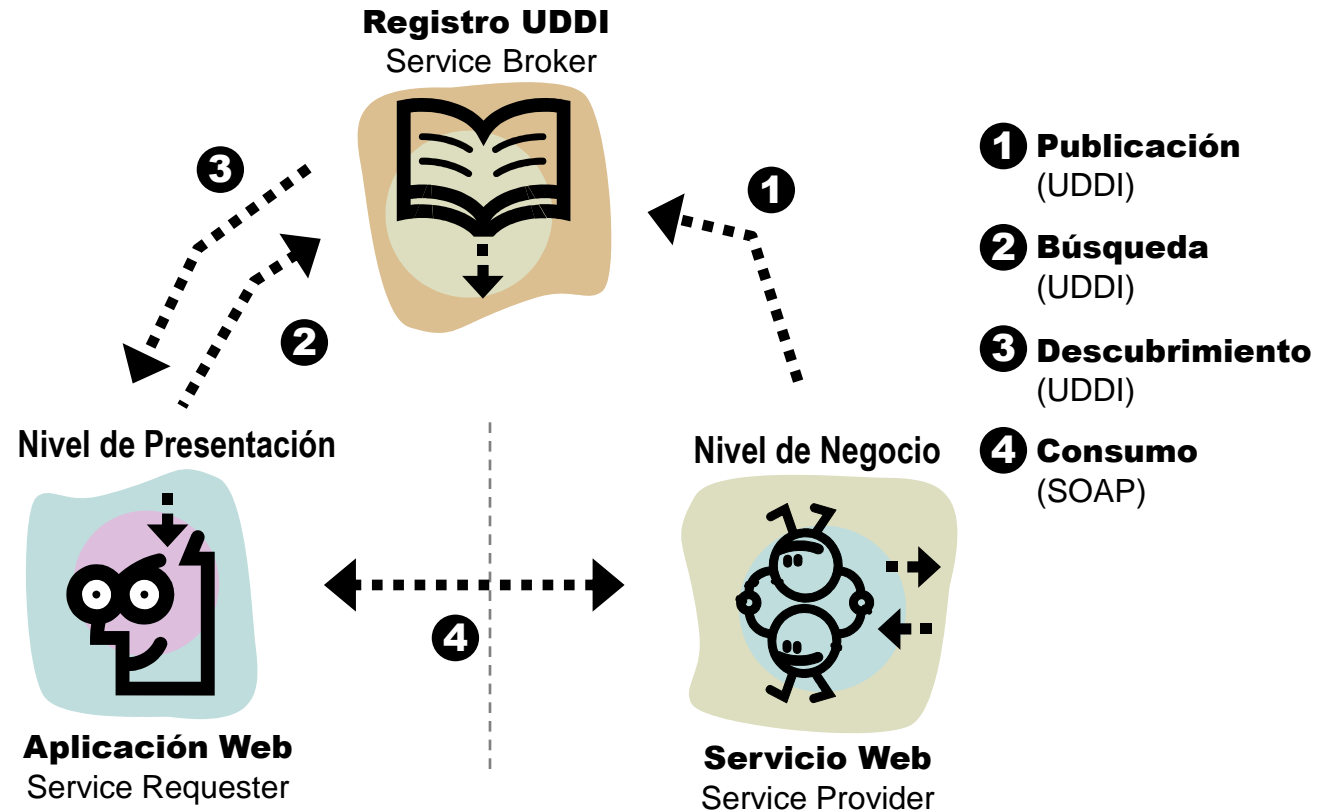 Registro UDDI
Service Broker
3
1
2
1 Publicación
(UDDI)
2 Búsqueda
(UDDI)
3 Descubrimiento
(UDDI)
4 Consumo
(SOAP)
Nivel de Presentación
Nivel de Negocio
4
Aplicación Web
Service Requester
Servicio Web
Service Provider